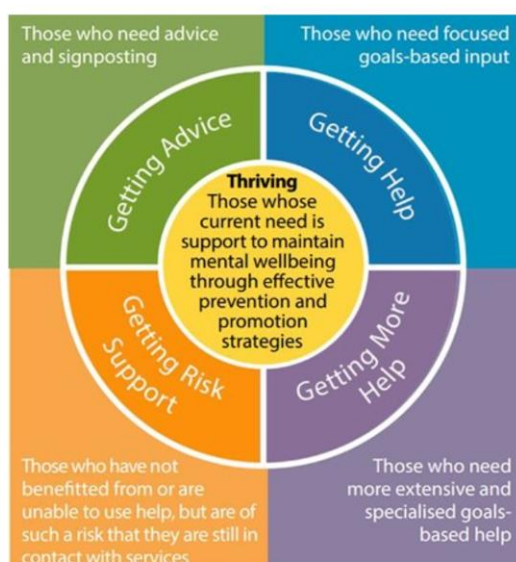 Those who need advice
and signposting
Those who need focused
goals-based input
Getting Advice
Getting Help
Thriving
Those whose
current need is
support to maintain
mental wellbeing
through effective
prevention and
promotion
strategies
Getting Risk
Support
Getting More
Help
Those who have not
benefitted from or are
unable to use help, but are of
such a risk that they are still in
contact with services
Those who need
more extensive and
specialised goals-
based help